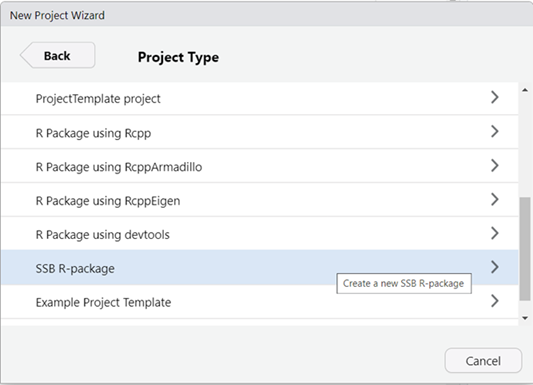 New Project Wizard
Back
Project Type
ProjectTemplate project
R Package using Rcpp
R Package using RcppArmadillo
R Package using RcppEigen
R Package using devtools
SSB R-package
Create a new SSB R-package
Example Project Template
Cancel